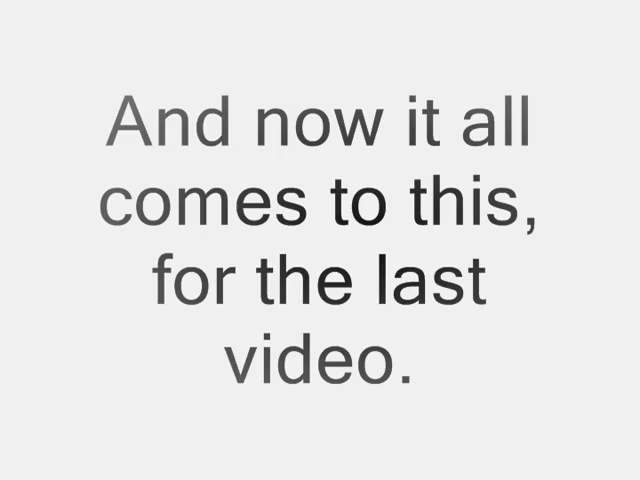 And now it all
comes to this,
for the last
video.